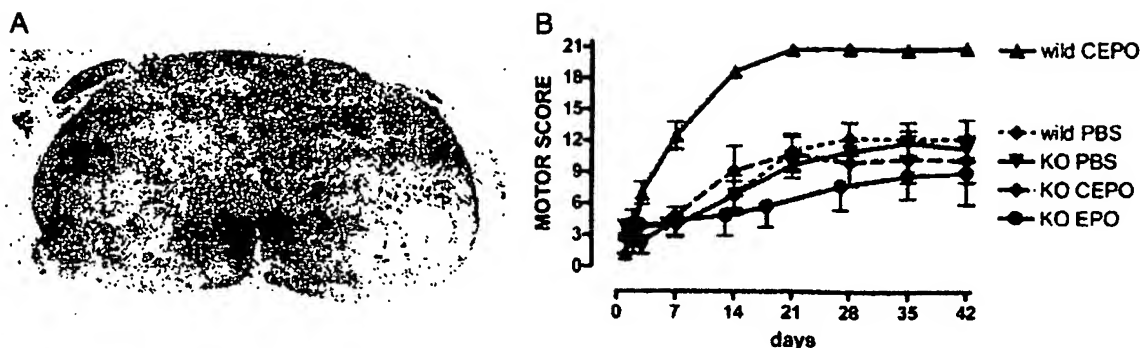 A
B
MOTOR SCORE
21
18
15
12
9
6
3
0
0 7 14 21 28 35 42
days
wild CEPO
wild PBS
KO PBS
KO CEPO
KO EPO